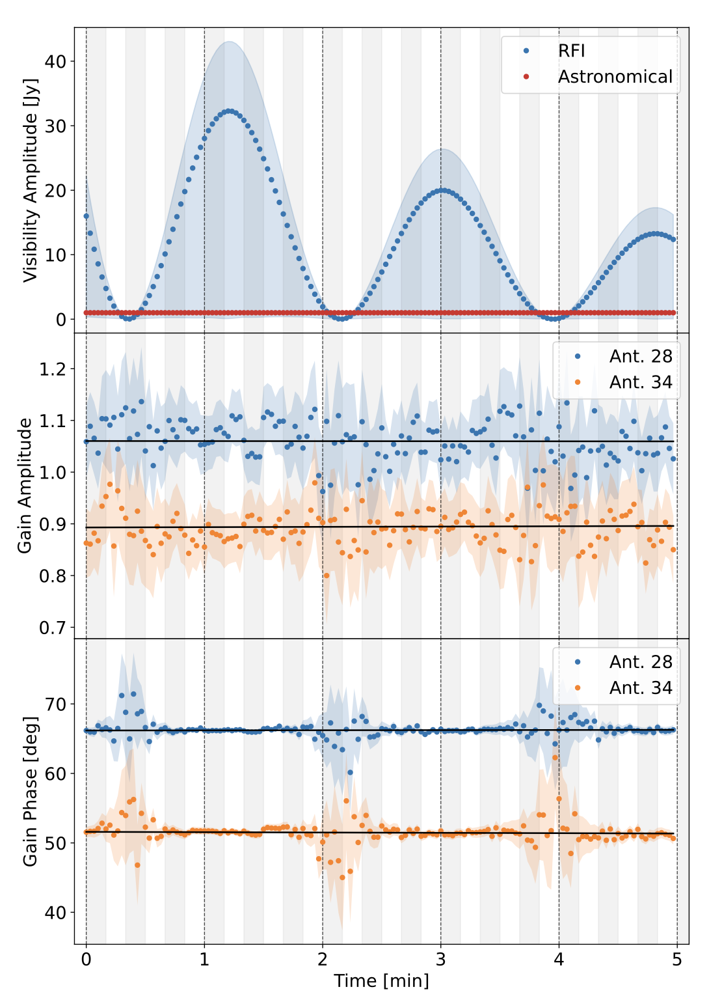 RFI
Astronomical
Visibility Amplitude [Jy]
40
30
20
10
0
Ant. 28
Ant. 34
Gain Amplitude
1.2
1.1
1.0
0.9
0.8
0.7
Ant. 28
Ant. 34
Gain Phase [deg]
70
60
50
40
0 1 2 3 4 5
Time [min]